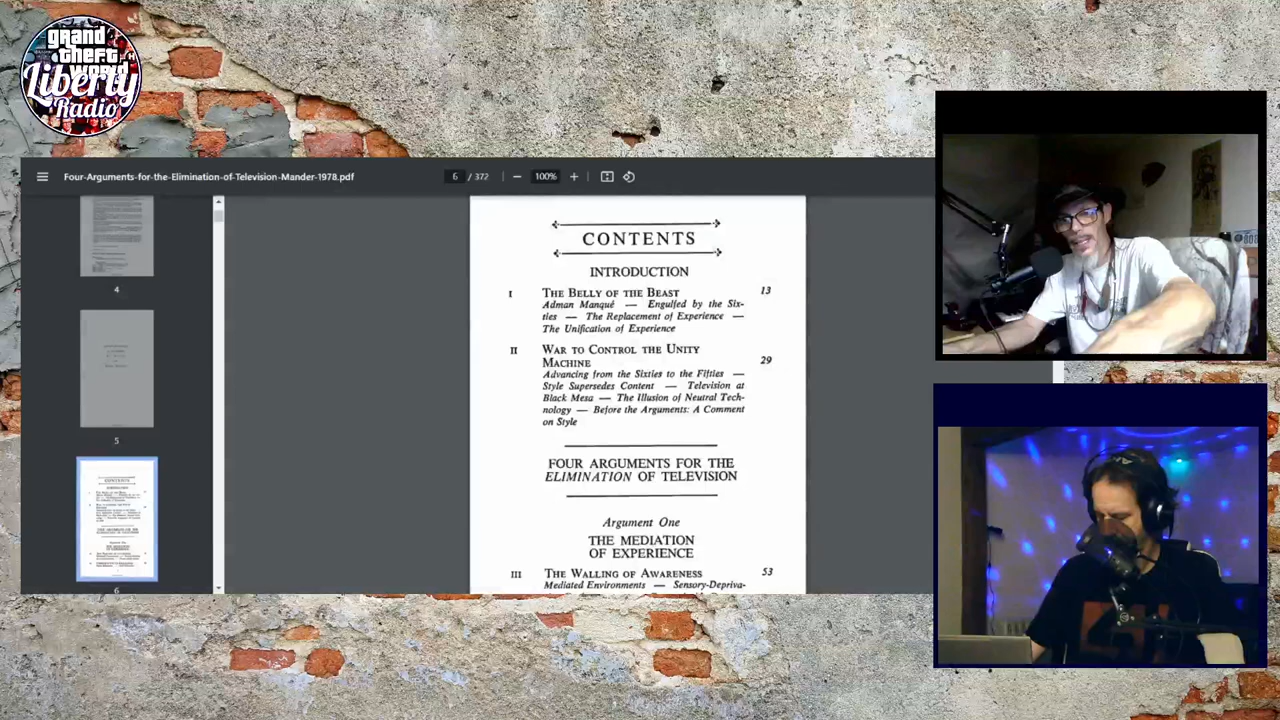 grand
theft
world
Liberty
Radio
Four-Arguments-for-the-Elimination-of-Television-Mander-1978.pdf
6 / 372
100%
4
5
6
CONTENTS
INTRODUCTION
I THE BELLY OF THE BEAST 13
Adman Manqué — Engulfed by the Six-
ties — The Replacement of Experience —
The Unification of Experience
II WAR TO CONTROL THE UNITY
MACHINE 29
Advancing from the Sixties to the Fifties —
Style Supersedes Content — Television at
Black Mesa — The Illusion of Neutral Tech-
nology — Before the Arguments: A Comment
on Style
FOUR ARGUMENTS FOR THE
ELIMINATION OF TELEVISION
Argument One
THE MEDIATION
OF EXPERIENCE
III THE WALLING OF AWARENESS 53
Mediated Environments — Sensory-Depriva-